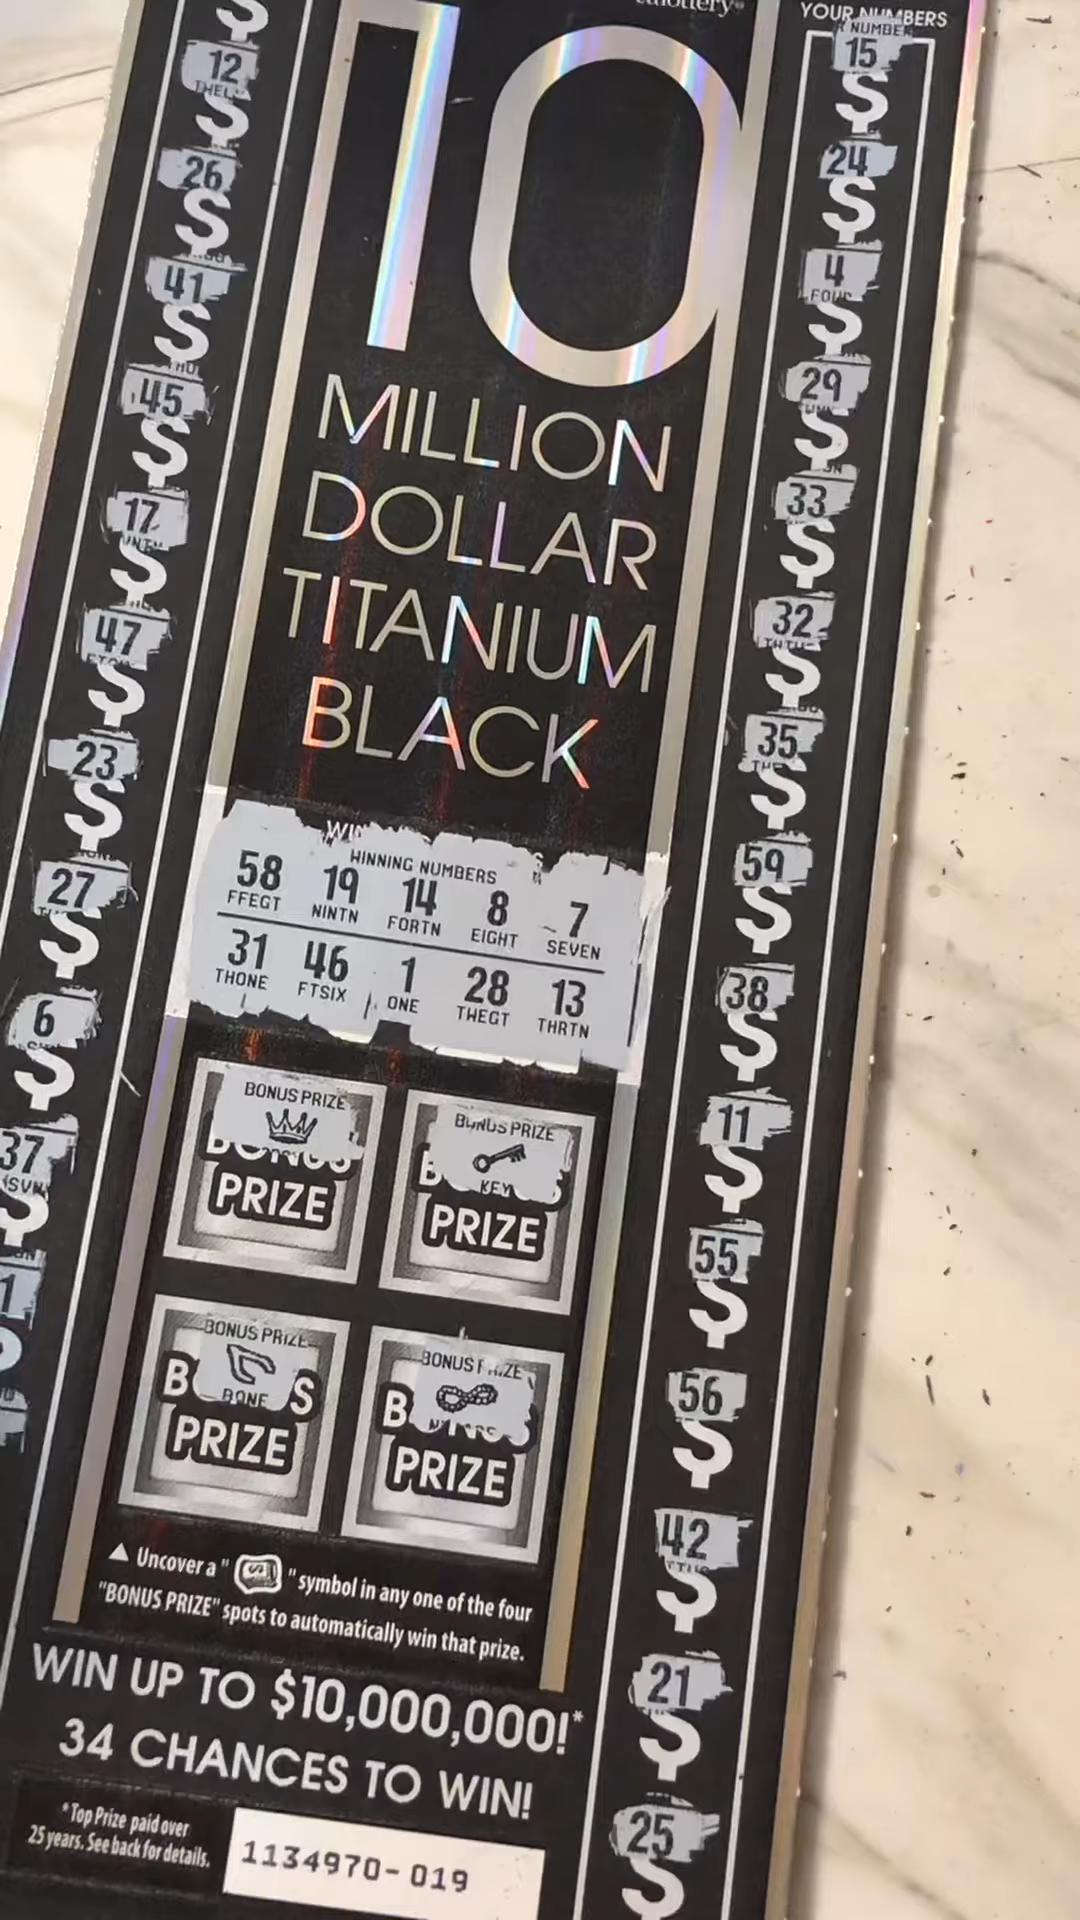 YOUR NUMBERS
10
MILLION
DOLLAR
TITANIUM
BLACK
12
26
41
45
17
47
23
27
6
37
WINNING NUMBERS
58 19 14 8 7
FFEGT NINTN FORTN EIGHT SEVEN
31 46 1 28 13
THONE FTSIX ONE THEGT THRTN
BONUS PRIZE
PRIZE
BONUS PRIZE
KEY
PRIZE
BONUS PRIZE
BONE
PRIZE
BONUS PRIZE
PRIZE
Uncover a " " symbol in any one of the four
"BONUS PRIZE" spots to automatically win that prize.
WIN UP TO $10,000,000!*
34 CHANCES TO WIN!
*Top Prize paid over
25 years. See back for details.
1134970-019
15
24
4
FOUR
29
33
32
35
59
38
11
55
56
42
21
25